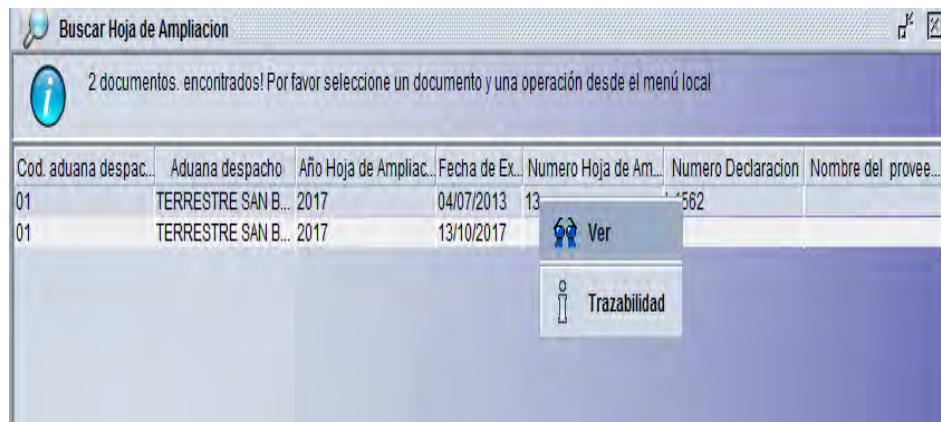 Buscar Hoja de Ampliacion
2 documentos. encontrados! Por favor seleccione un documento y una operación desde el menú local
Cod. aduana despac... Aduana despacho Año Hoja de Ampliac... Fecha de Ex... Numero Hoja de Am... Numero Declaracion Nombre del provee...
01 TERRESTRE SAN B... 2017 04/07/2013 13 1562
01 TERRESTRE SAN B... 2017 13/10/2017
Ver
Trazabilidad